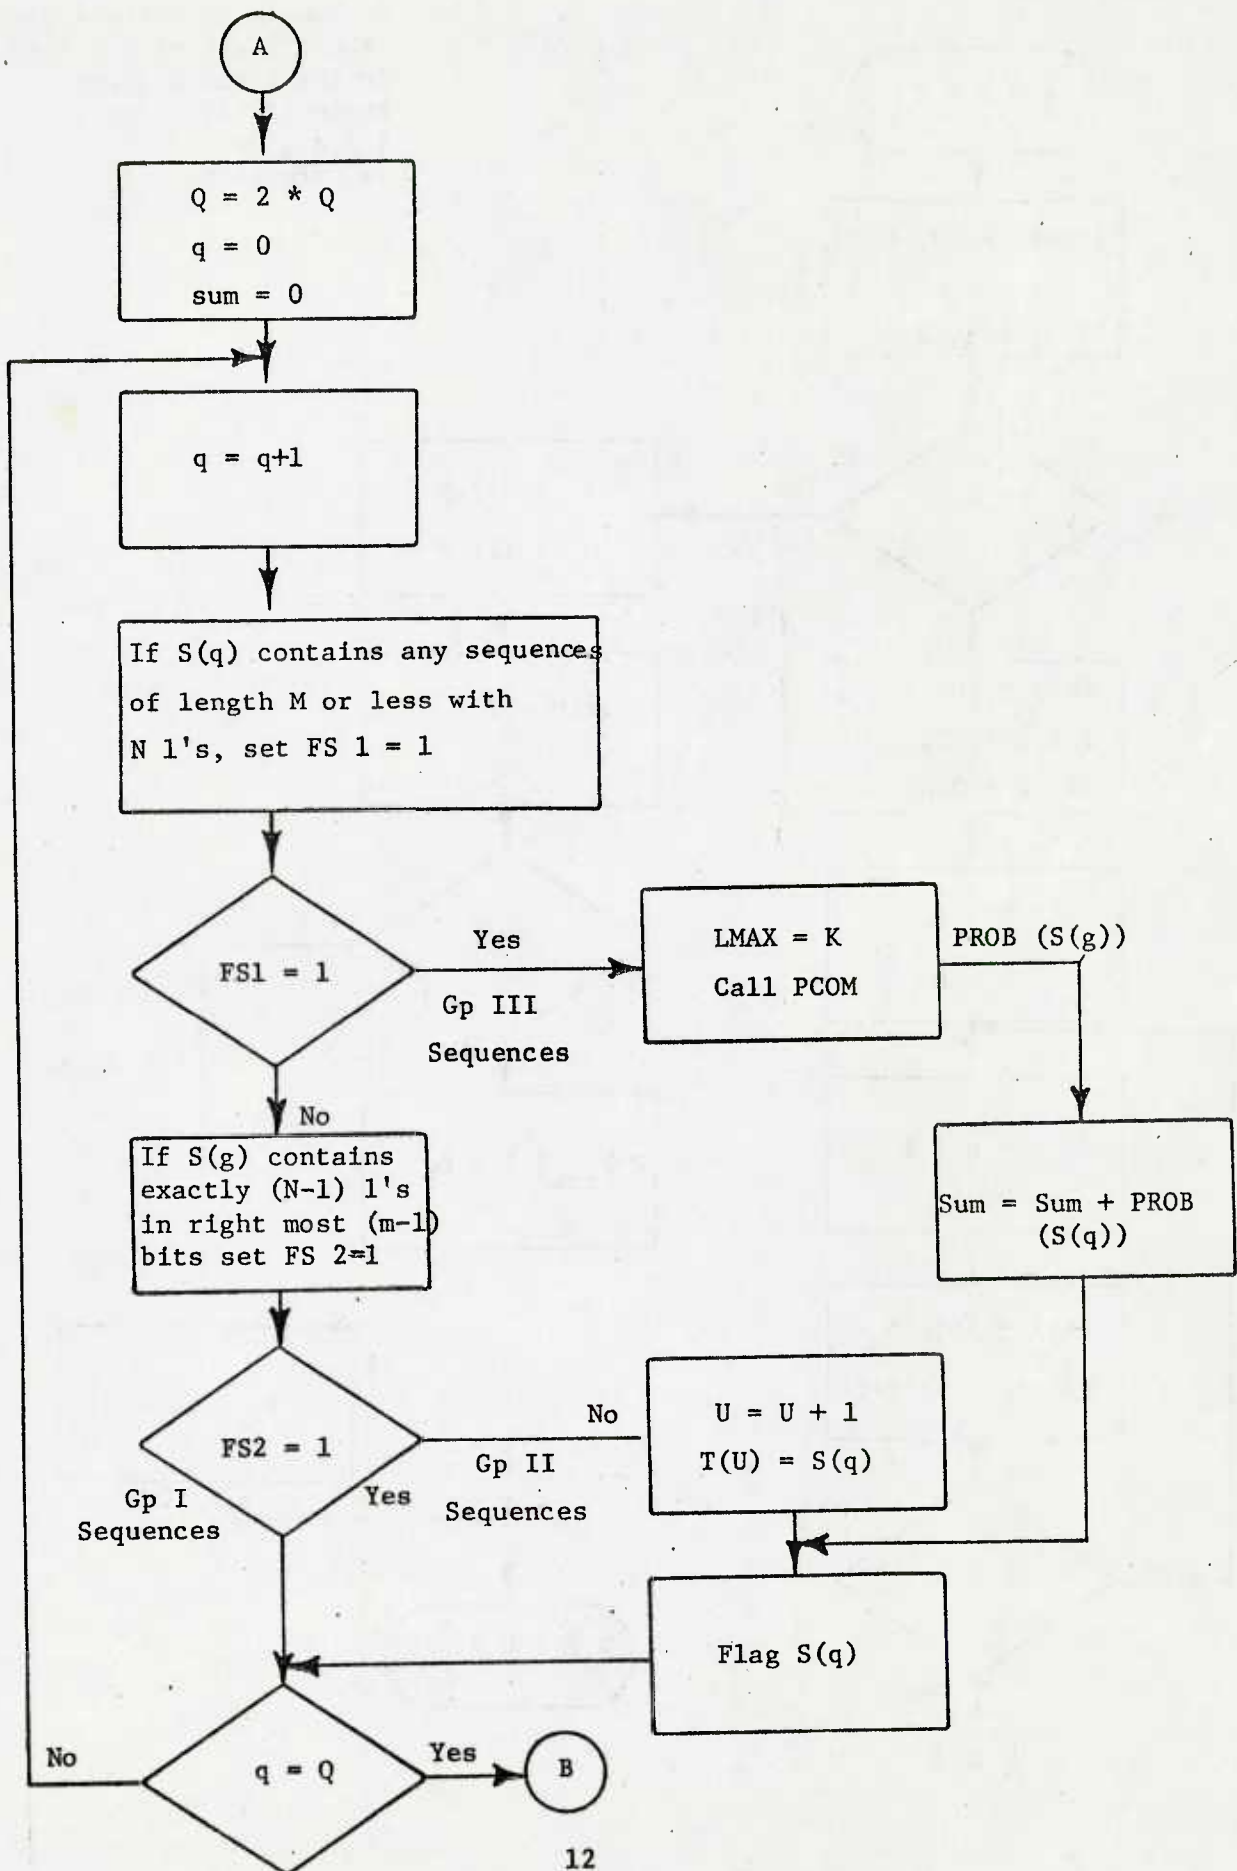 A
Q = 2 * Q
q = 0
sum = 0
q = q+1
If S(q) contains any sequences
of length M or less with
N 1's, set FS 1 = 1
FS1 = 1
Yes
Gp III
Sequences
LMAX = K
Call PCOM
PROB (S(g))
No
If S(g) contains
exactly (N-1) 1's
in right most (m-1)
bits set FS 2=1
Sum = Sum + PROB
(S(q))
FS2 = 1
No
Gp II
Sequences
Yes
Gp I
Sequences
U = U + 1
T(U) = S(q)
Flag S(q)
q = Q
No
Yes
B
12